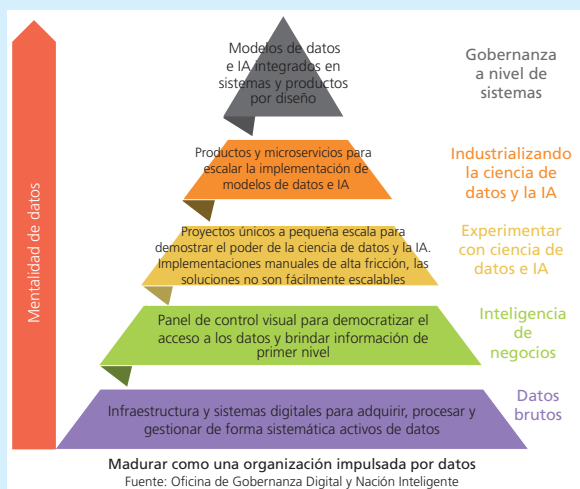 Modelos de datos
e IA integrados en
sistemas y productos
por diseño
Gobernanza
a nivel de
sistemas
Productos y microservicios para
escalar la implementación de
modelos de datos e IA
Industrializando
la ciencia de
datos y la IA
Proyectos únicos a pequeña escala para
demostrar el poder de la ciencia de datos y la IA.
Implementaciones manuales de alta fricción, las
soluciones no son fácilmente escalables
Experimentar
con ciencia de
datos e IA
Panel de control visual para democratizar el
acceso a los datos y brindar información de
primer nivel
Inteligencia
de
negocios
Infraestructura y sistemas digitales para adquirir, procesar y
gestionar de forma sistemática activos de datos
Datos
brutos
Mentalidad de datos
Madurar como una organización impulsada por datos
Fuente: Oficina de Gobernanza Digital y Nación Inteligente